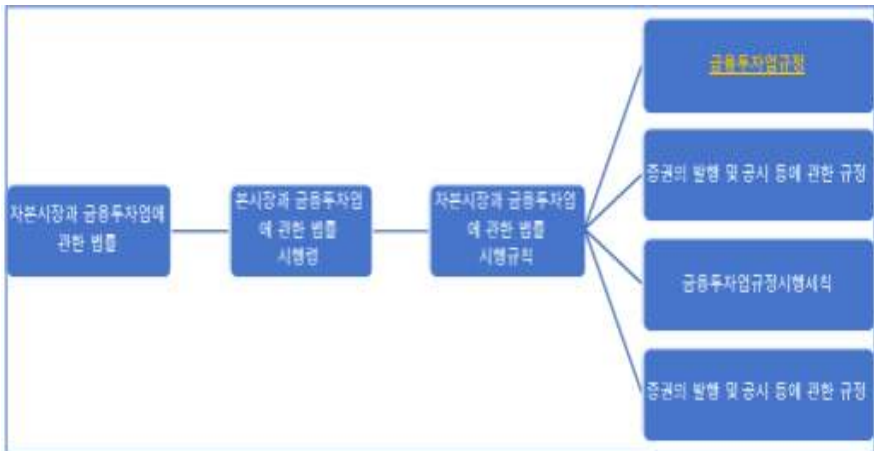 금융투자업규정
증권의 발행 및 공시 등에 관한 규정
자본시장과 금융투자업에
관한 법률
본시장과 금융투자업
에 관한 법률
시행령
자본시장과 금융투자업
에 관한 법률
시행규칙
금융투자업규정시행세칙
증권의 발행 및 공시 등에 관한 규정